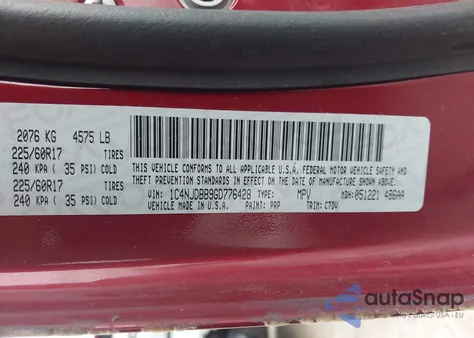 2076 KG 4575 LB
225/60R17 TIRES
240 KPA ( 35 PSI) COLD
225/60R17 TIRES
240 KPA ( 35 PSI) COLD
THIS VEHICLE CONFORMS TO ALL APPLICABLE U.S.A. FEDERAL MOTOR VEHICLE SAFETY,
THEFT PREVENTION STANDARDS IN EFFECT ON THE DATE OF MANUFACTURE SHOWN ABOVE.
VIN: 1C4NJDBB9GD776428 TYPE: MPV MDH: 051221 486AA
VEHICLE MADE IN U.S.A. PAINT: PRP TRIM: C7DV
autoSnap